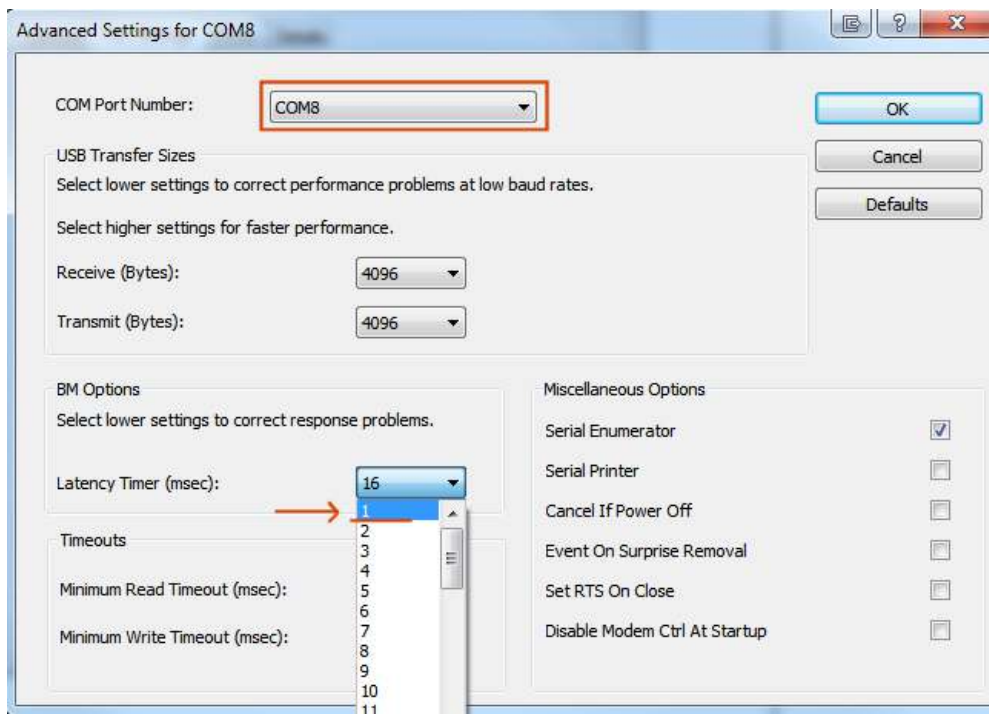 Advanced Settings for COM8
COM Port Number:
COM8
OK
USB Transfer Sizes
Cancel
Select lower settings to correct performance problems at low baud rates.
Defaults
Select higher settings for faster performance.
Receive (Bytes):
4096
Transmit (Bytes):
4096
BM Options
Select lower settings to correct response problems.
Latency Timer (msec):
16
1
2
3
4
5
6
7
8
9
10
11
Timeouts
Minimum Read Timeout (msec):
Minimum Write Timeout (msec):
Miscellaneous Options
Serial Enumerator
Serial Printer
Cancel If Power Off
Event On Surprise Removal
Set RTS On Close
Disable Modem Ctrl At Startup